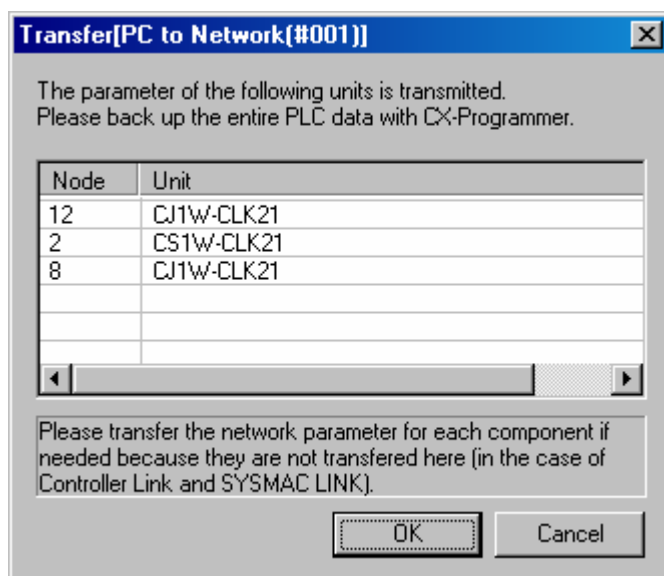 Transfer[PC to Network(#001)]
The parameter of the following units is transmitted.
Please back up the entire PLC data with CX-Programmer.
Node Unit
12 CJ1W-CLK21
2 CS1W-CLK21
8 CJ1W-CLK21
Please transfer the network parameter for each component if
needed because they are not transfered here (in the case of
Controller Link and SYSMAC LINK).
OK Cancel